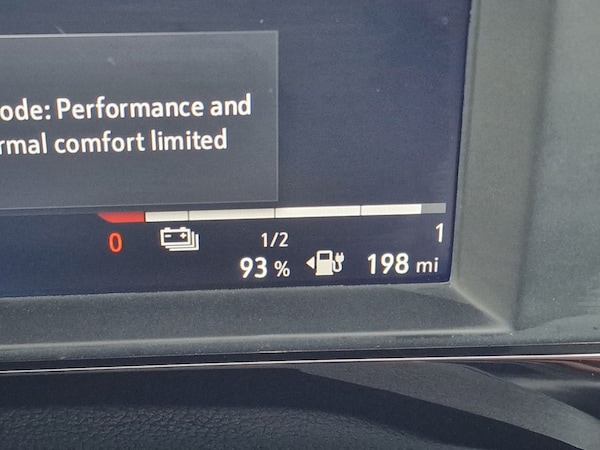 ode: Performance and
rmal comfort limited
0 1/2 1
93 % 198 mi